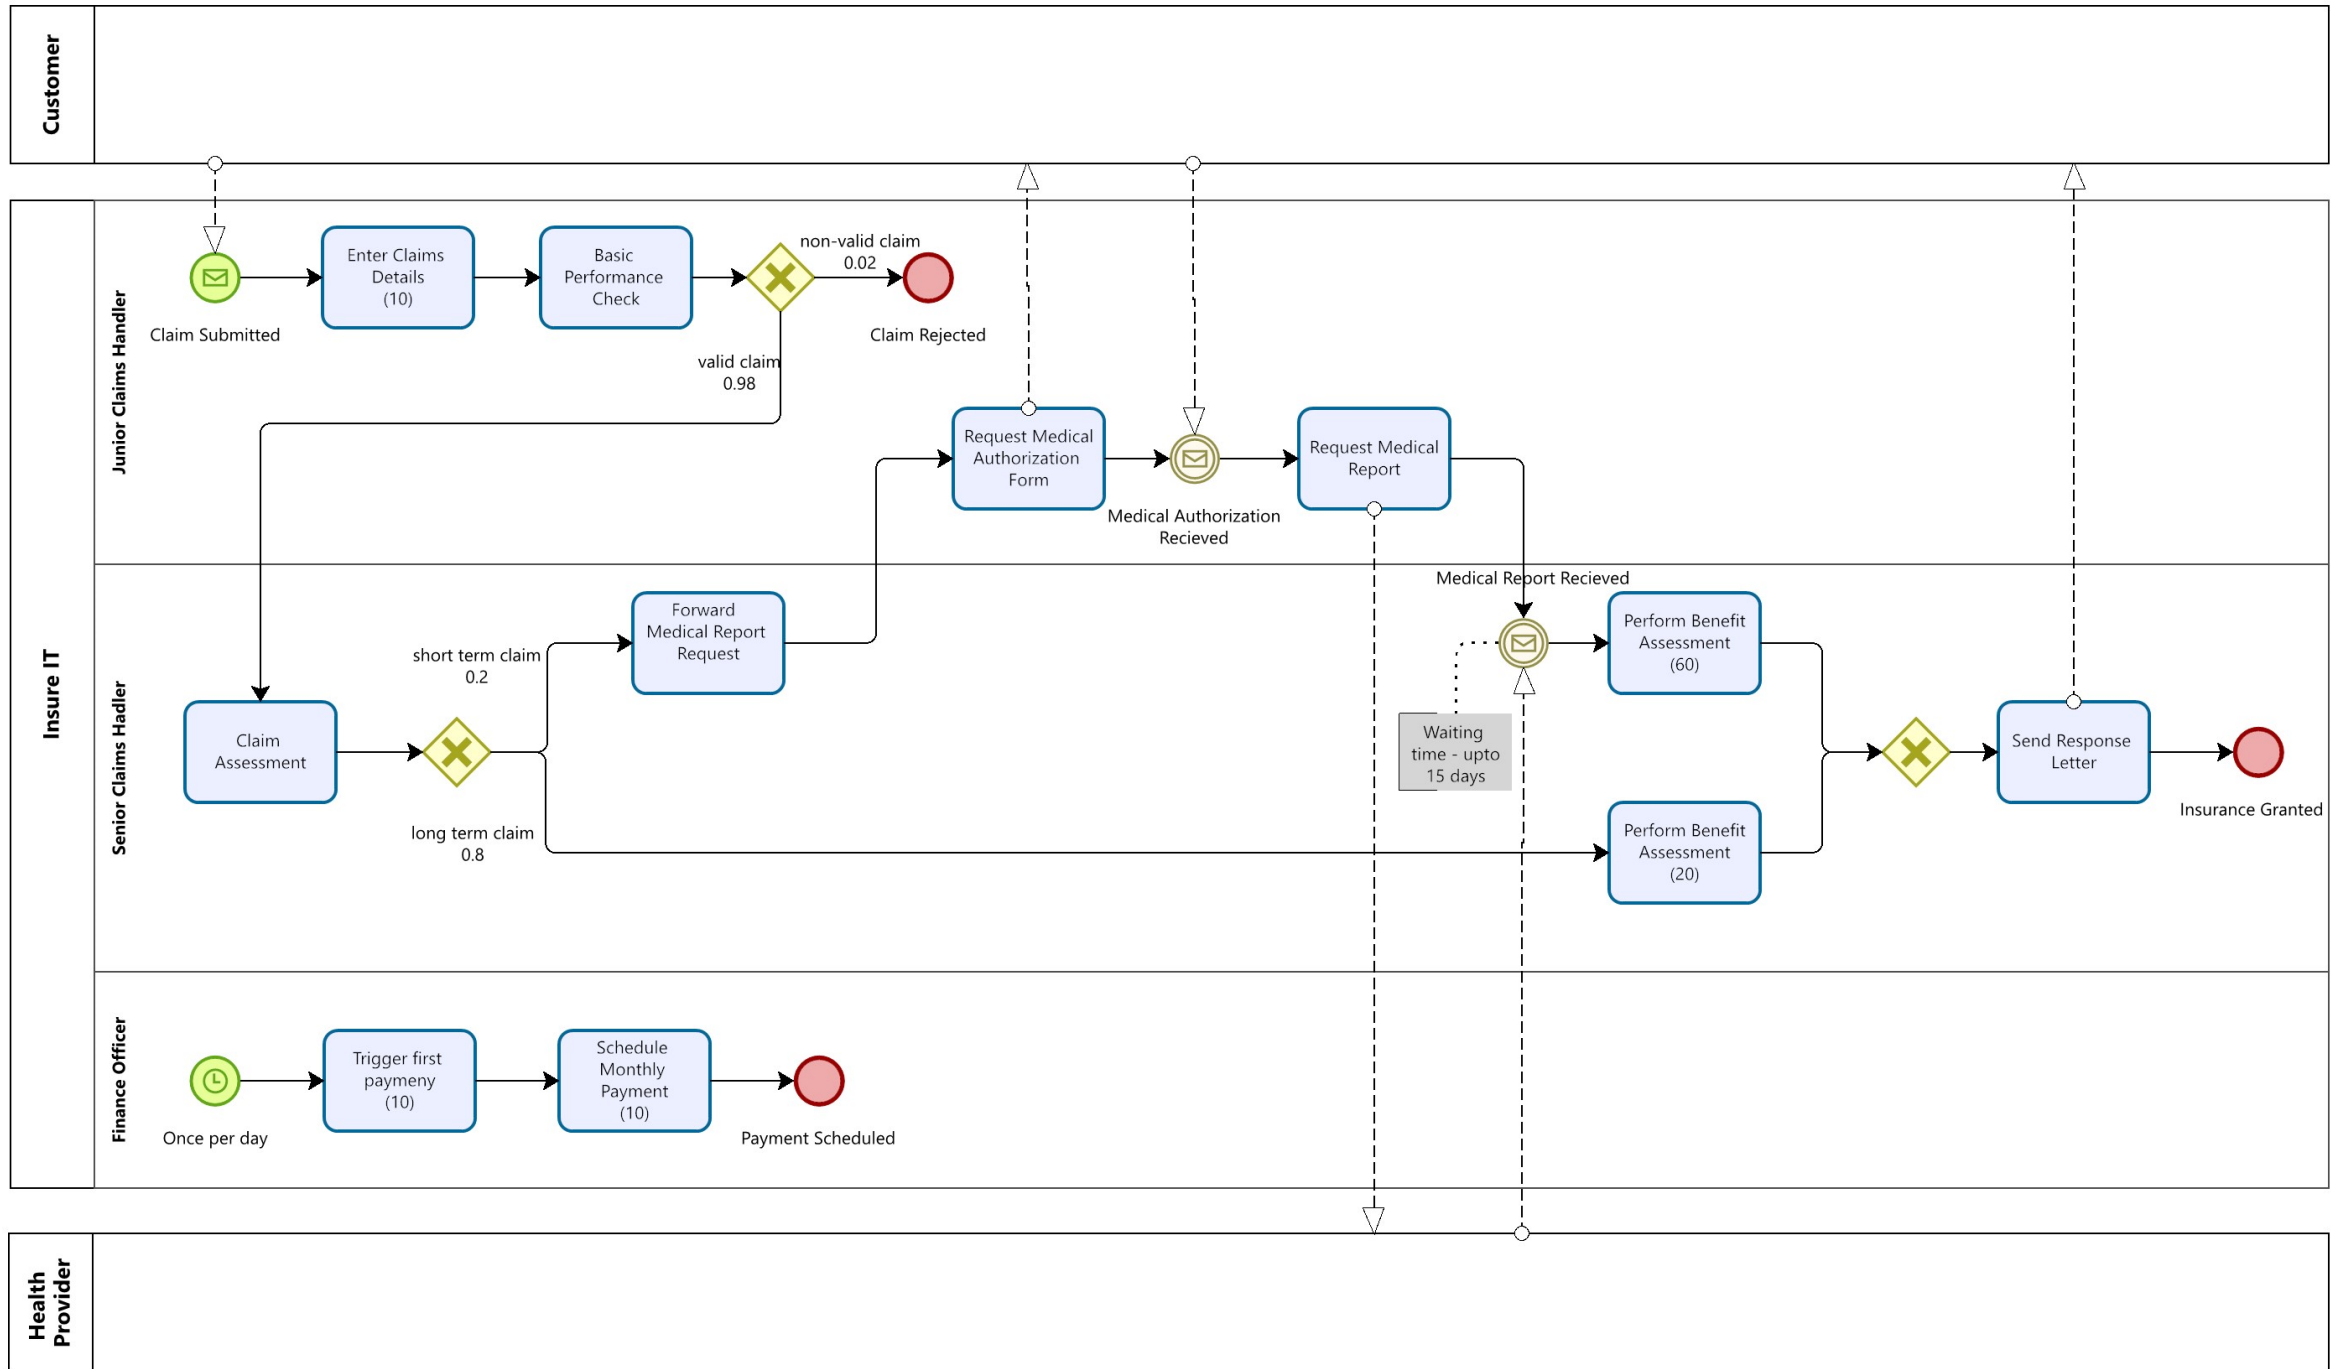 Customer
Insure IT
Junior Claims Handler
Claim Submitted
Enter Claims
Details
(10)
Basic
Performance
Check
non-valid claim
0.02
Claim Rejected
valid claim
0.98
Request Medical
Authorization
Form
Medical Authorization
Recieved
Request Medical
Report
Senior Claims Hadler
Claim
Assessment
short term claim
0.2
long term claim
0.8
Forward
Medical Report
Request
Medical Report Recieved
Waiting
time - upto
15 days
Perform Benefit
Assessment
(60)
Perform Benefit
Assessment
(20)
Send Response
Letter
Insurance Granted
Finance Officer
Once per day
Trigger first
paymeny
(10)
Schedule
Monthly
Payment
(10)
Payment Scheduled
Health
Provider